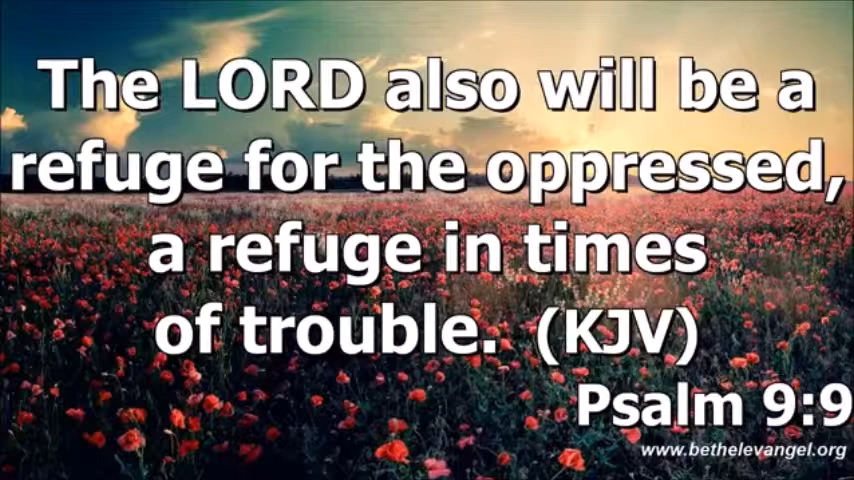 The LORD also will be a
refuge for the oppressed,
a refuge in times
of trouble. (KJV)
Psalm 9:9
www.bethelevangel.org